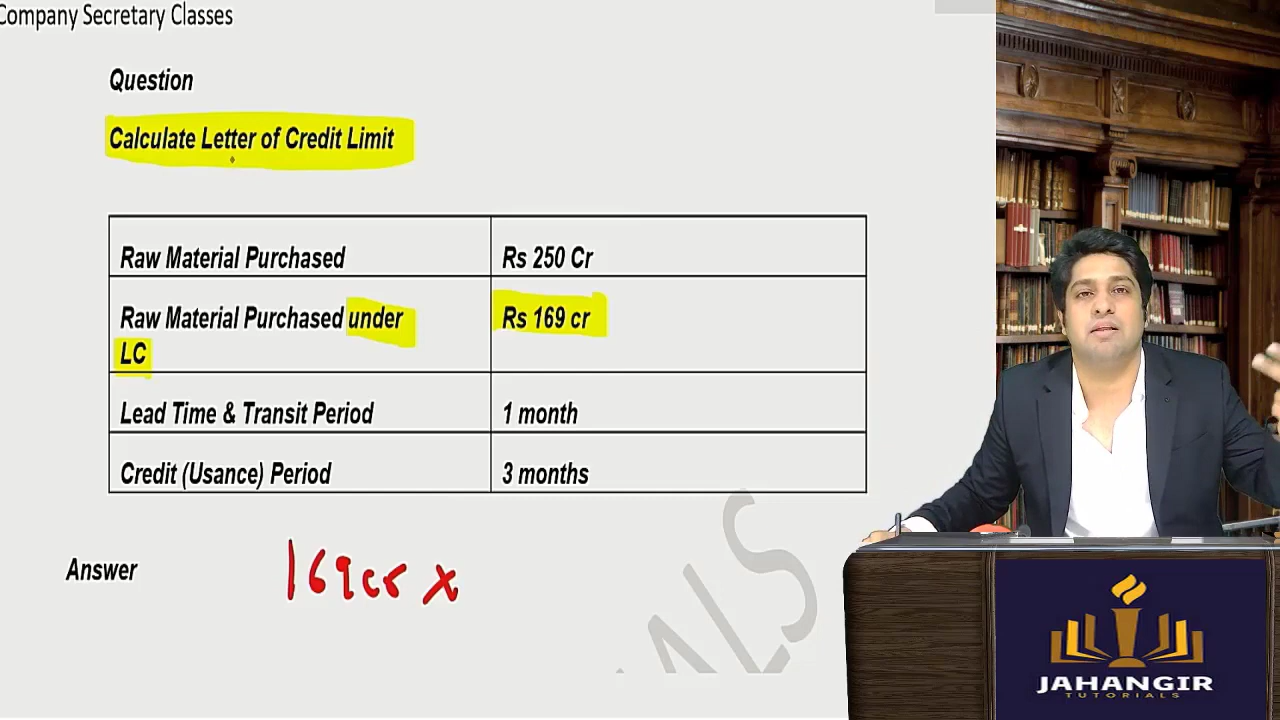 Company Secretary Classes
Question
Calculate Letter of Credit Limit
Raw Material Purchased Rs 250 Cr
Raw Material Purchased under Rs 169 cr
LC
Lead Time & Transit Period 1 month
Credit (Usance) Period 3 months
Answer 169cr x
JAHANGIR
TUTORIALS